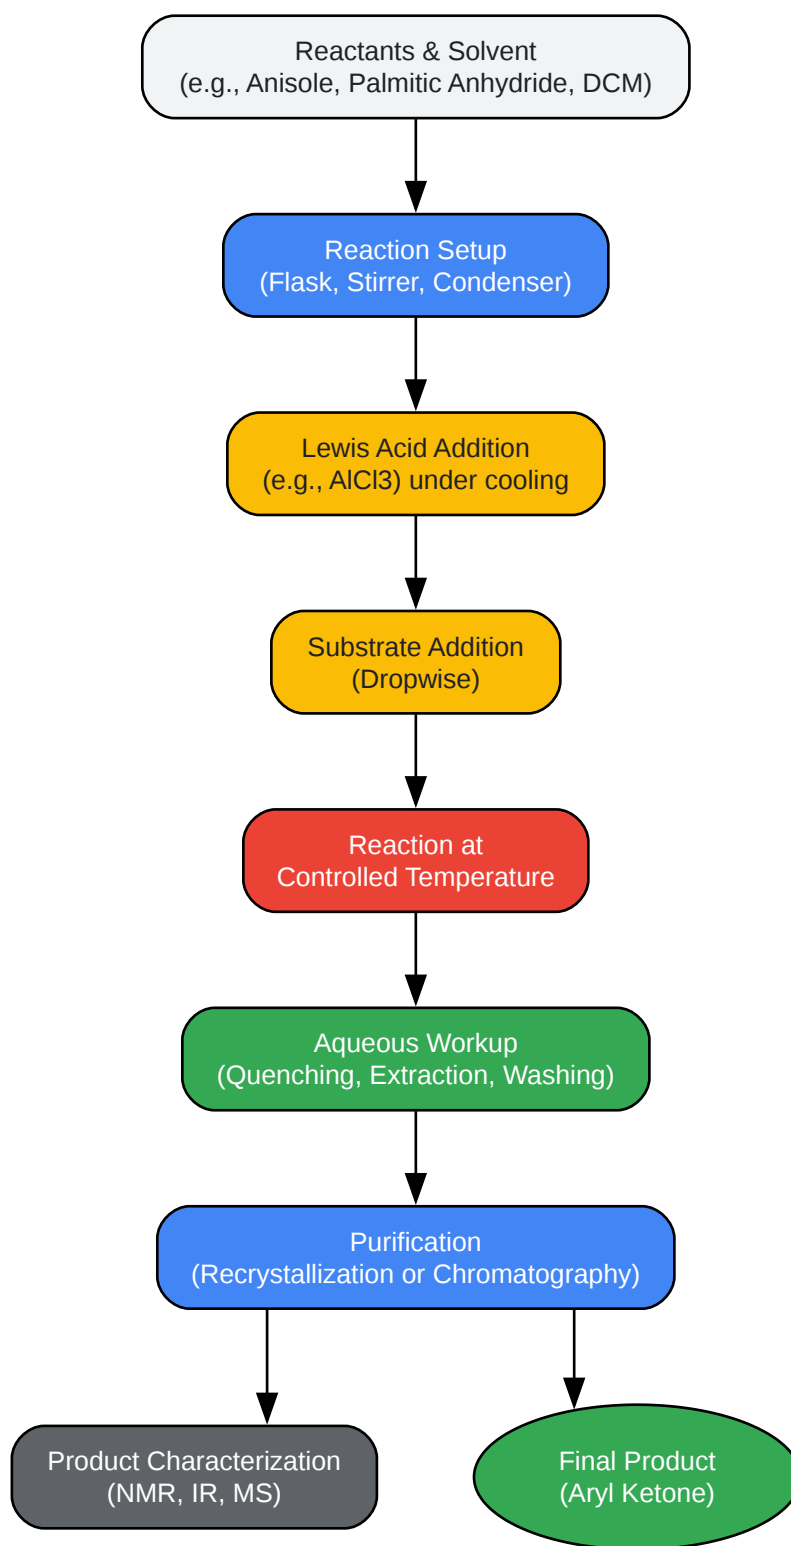 Reactants & Solvent
(e.g., Anisole, Palmitic Anhydride, DCM)
Reaction Setup
(Flask, Stirrer, Condenser)
Lewis Acid Addition
(e.g., AlCl3) under cooling
Substrate Addition
(Dropwise)
Reaction at
Controlled Temperature
Aqueous Workup
(Quenching, Extraction, Washing)
Purification
(Recrystallization or Chromatography)
Product Characterization
(NMR, IR, MS)
Final Product
(Aryl Ketone)